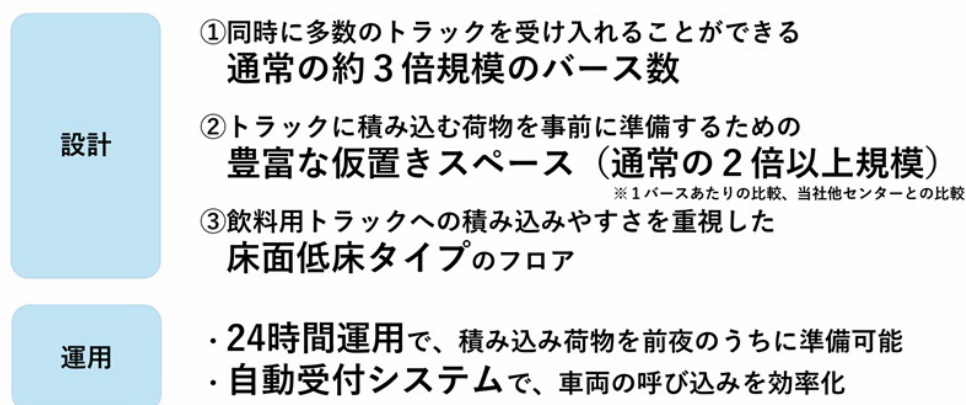 設計
①同時に多数のトラックを受け入れることができる
通常の約３倍規模のバース数
②トラックに積み込む荷物を事前に準備するための
豊富な仮置きスペース（通常の２倍以上規模）
※１バースあたりの比較、当社他センターとの比較
③飲料用トラックへの積み込みやすさを重視した
床面低床タイプのフロア
運用
・24時間運用で、積み込み荷物を前夜のうちに準備可能
・自動受付システムで、車両の呼び込みを効率化